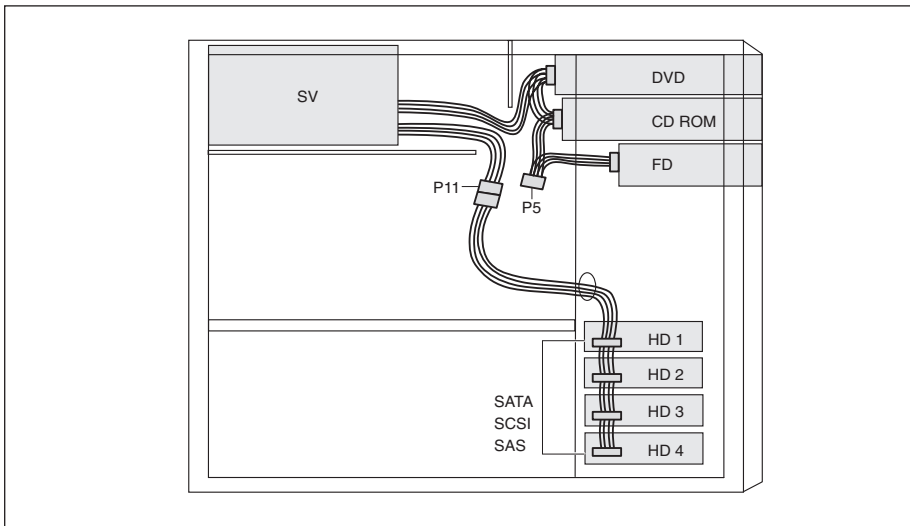 SV
DVD
CD ROM
FD
P11
P5
HD 1
HD 2
HD 3
HD 4
SATA
SCSI
SAS